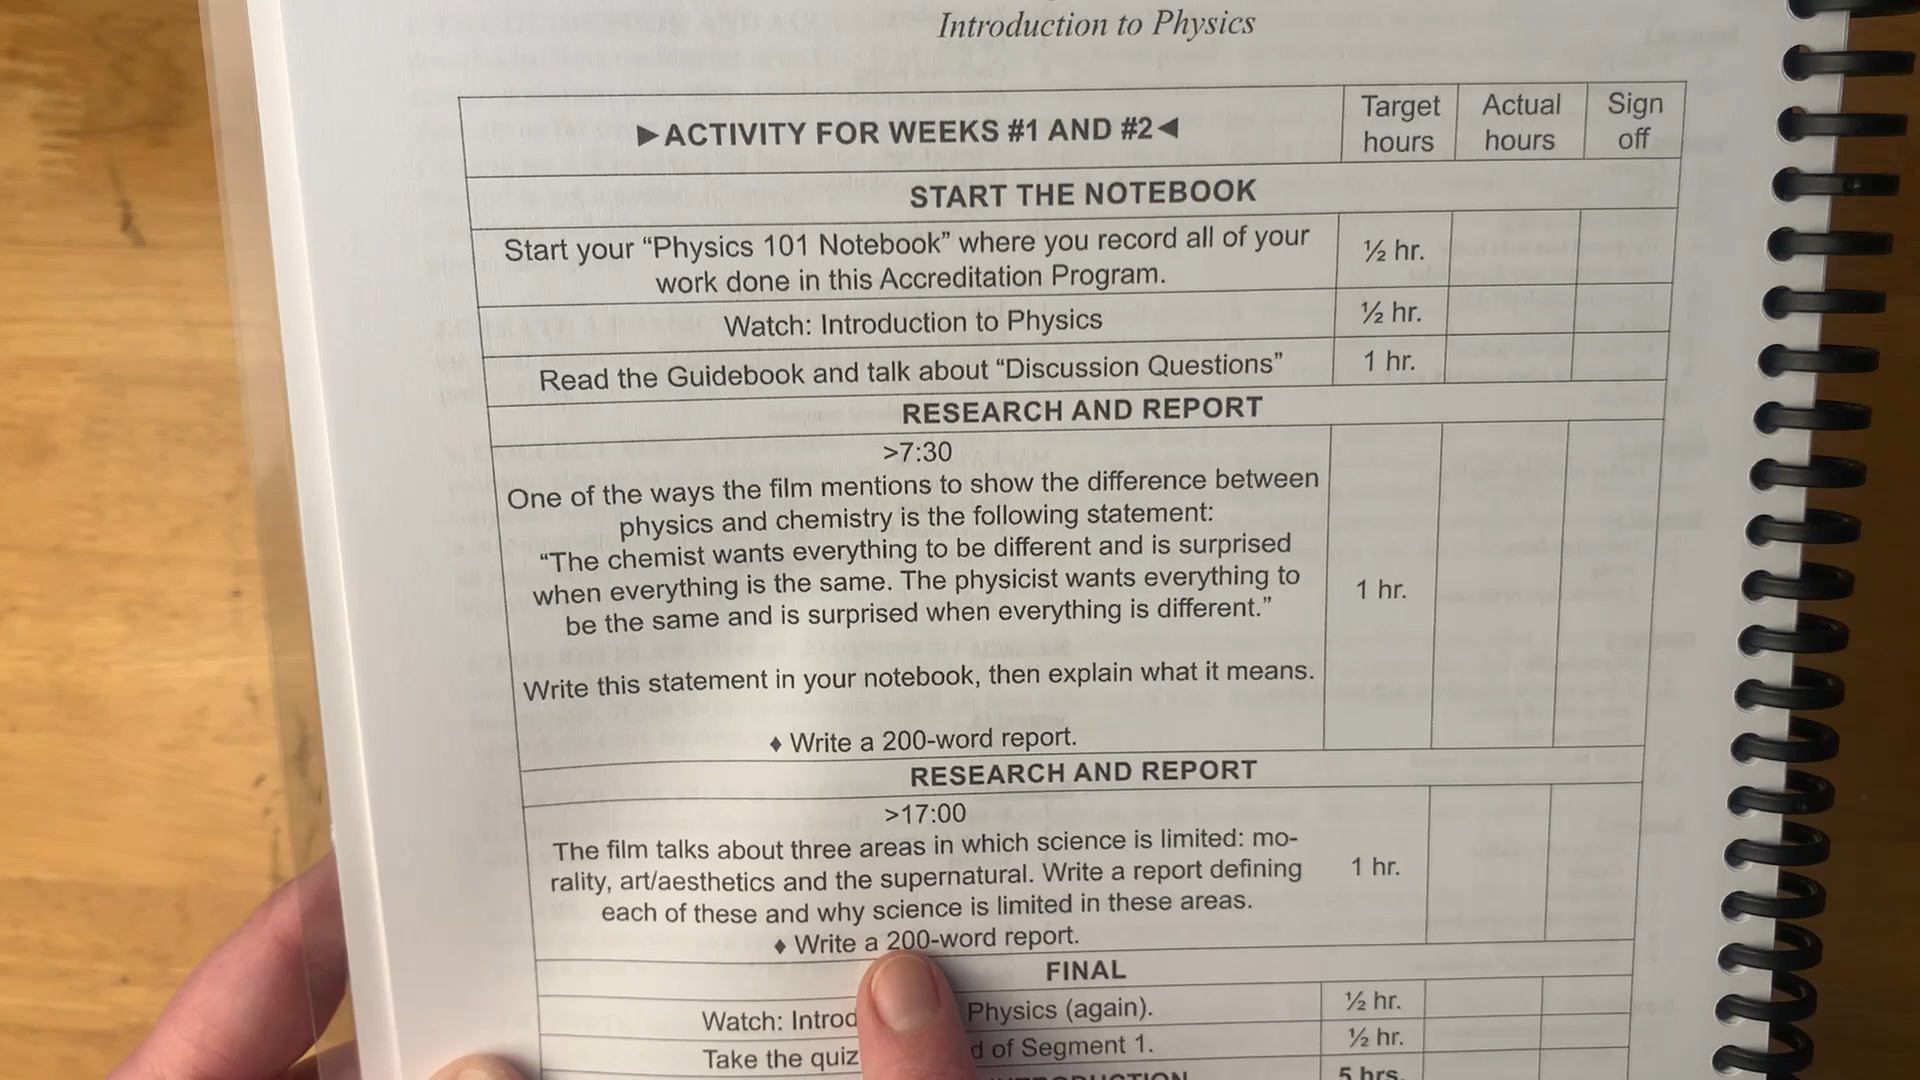 Introduction to Physics
►ACTIVITY FOR WEEKS #1 AND #2◄
Target hours
Actual hours
Sign off
START THE NOTEBOOK
Start your “Physics 101 Notebook” where you record all of your
work done in this Accreditation Program.
½ hr.
Watch: Introduction to Physics
½ hr.
Read the Guidebook and talk about “Discussion Questions”
1 hr.
RESEARCH AND REPORT
>7:30
One of the ways the film mentions to show the difference between
physics and chemistry is the following statement:
“The chemist wants everything to be different and is surprised
when everything is the same. The physicist wants everything to
be the same and is surprised when everything is different.”
1 hr.
Write this statement in your notebook, then explain what it means.
♦ Write a 200-word report.
RESEARCH AND REPORT
>17:00
The film talks about three areas in which science is limited: mo-
rality, art/aesthetics and the supernatural. Write a report defining
each of these and why science is limited in these areas.
1 hr.
♦ Write a 200-word report.
FINAL
Watch: Introd Physics (again).
½ hr.
Take the quiz d of Segment 1.
½ hr.
5 hrs.